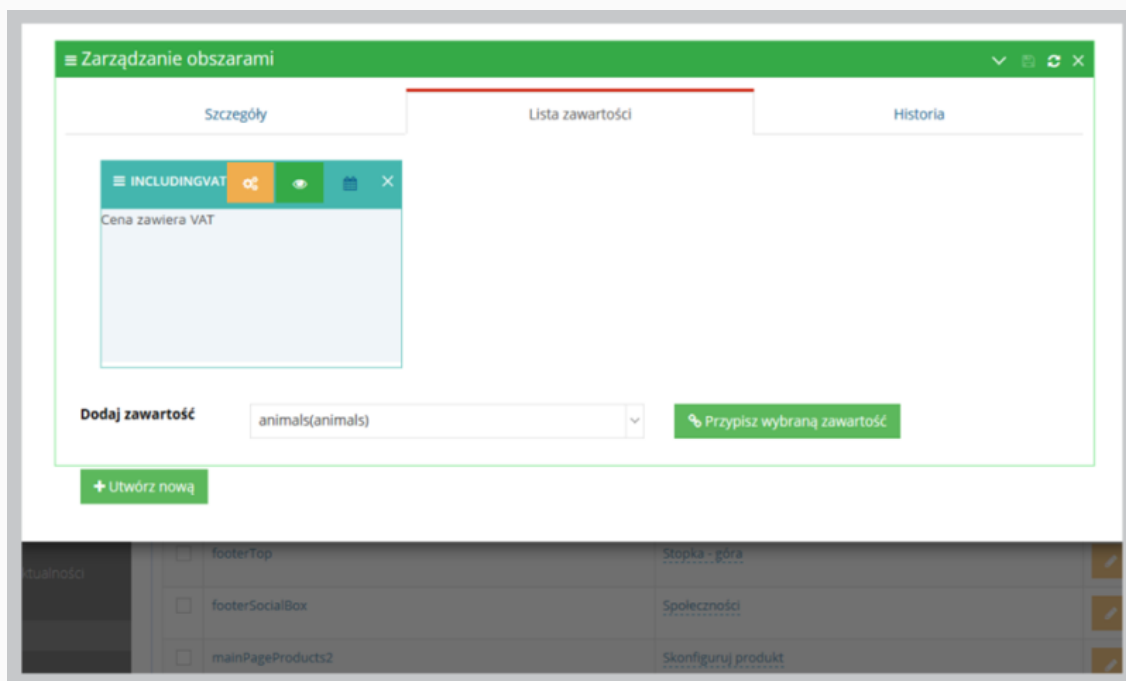 Zarządzanie obszarami
Szczegóły Lista zawartości Historia
INCLUDINGVAT
Cena zawiera VAT
Dodaj zawartość animals(animals) Przypisz wybraną zawartość
Utwórz nową
footerTop Stopka - góra
ktualności
footerSocialBox Społeczności
mainPageProducts2 Skonfiguruj produkt